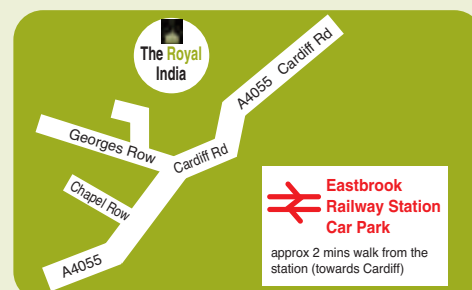 The Royal
India
A4055 Cardiff Rd
Georges Row
Cardiff Rd
Chapel Row
A4055
Eastbrook
Railway Station
Car Park
approx 2 mins walk from the
station (towards Cardiff)